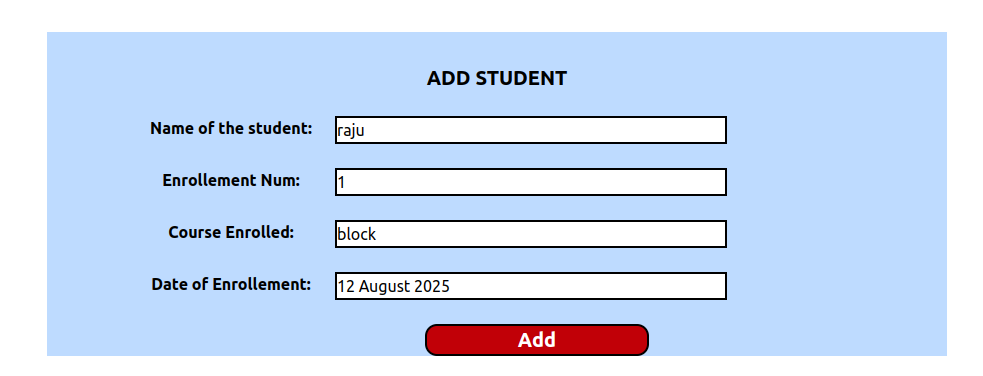 ADD STUDENT
Name of the student: raju
Enrollement Num: 1
Course Enrolled: block
Date of Enrollement: 12 August 2025
Add